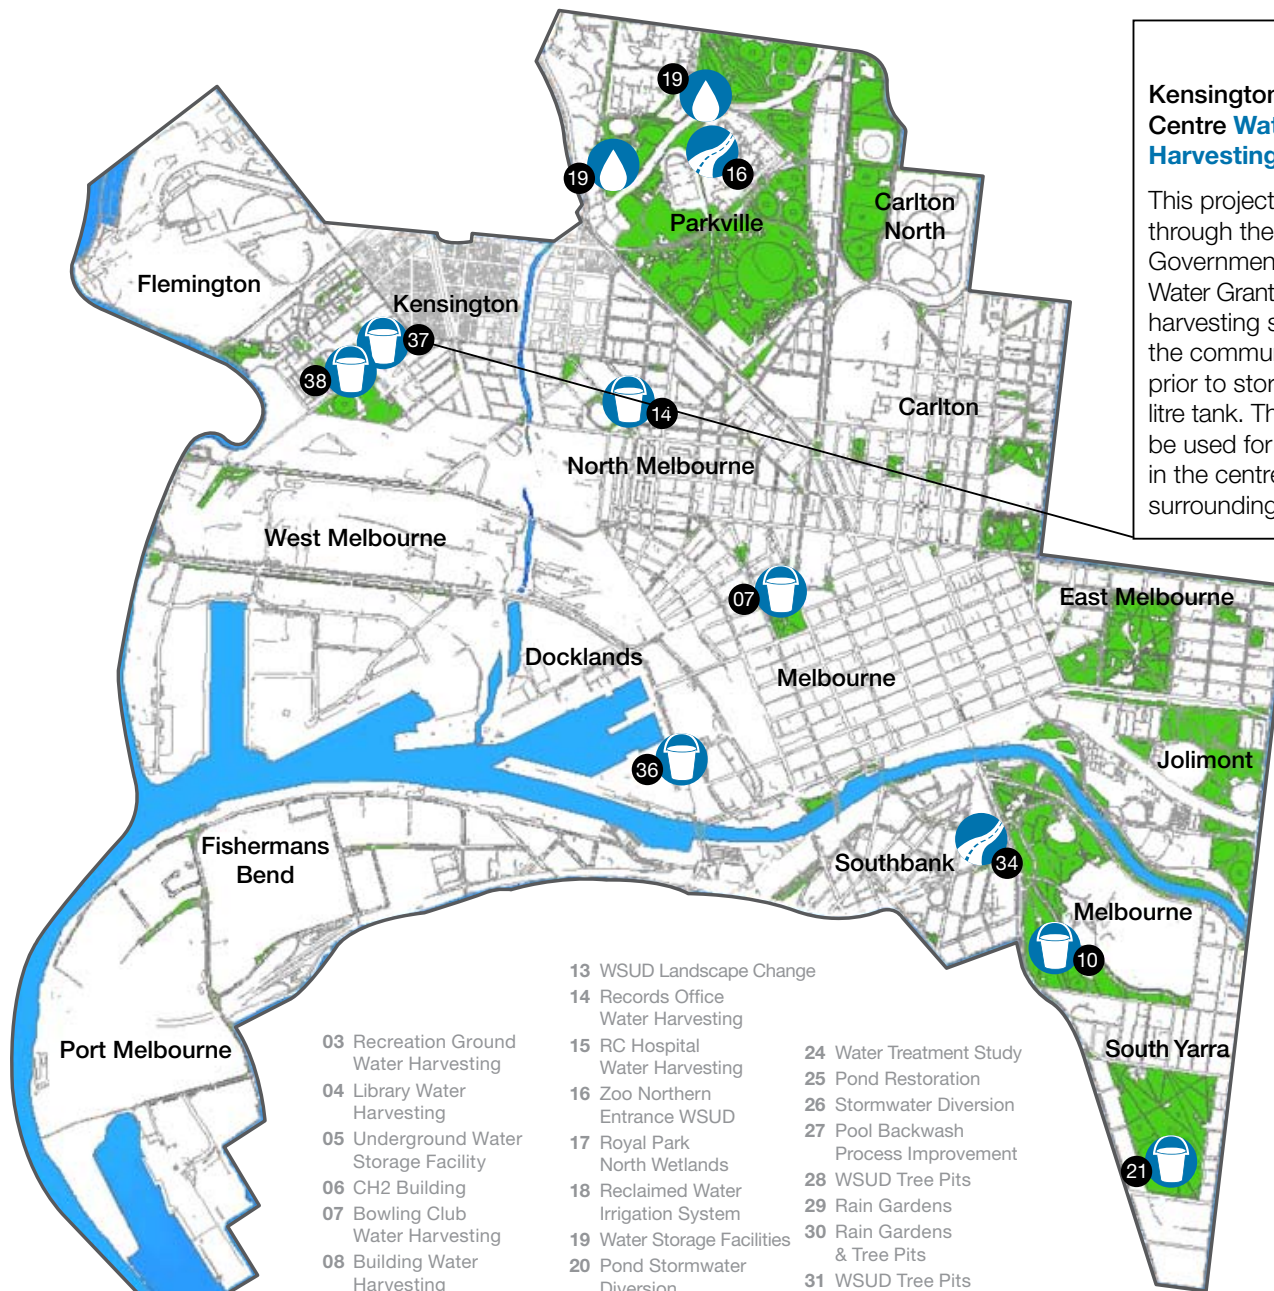 19
19
16
Parkville
Carlton
North
Flemington
Kensington
37
38
14
Carlton
North Melbourne
West Melbourne
07
East Melbourne
Docklands
Melbourne
36
Jolimont
Fishermans
Bend
Southbank
34
Melbourne
10
Port Melbourne
South Yarra
21
Kensington
Centre
Harvesting
This project
through the
Government
Water Grant
harvesting s
the commu
prior to stor
litre tank. Th
be used for
in the centre
surrounding
03 Recreation Ground
Water Harvesting
04 Library Water
Harvesting
05 Underground Water
Storage Facility
06 CH2 Building
07 Bowling Club
Water Harvesting
08 Building Water
Harvesting
13 WSUD Landscape Change
14 Records Office
Water Harvesting
15 RC Hospital
Water Harvesting
16 Zoo Northern
Entrance WSUD
17 Royal Park
North Wetlands
18 Reclaimed Water
Irrigation System
19 Water Storage Facilities
20 Pond Stormwater
Diversion
24 Water Treatment Study
25 Pond Restoration
26 Stormwater Diversion
27 Pool Backwash
Process Improvement
28 WSUD Tree Pits
29 Rain Gardens
30 Rain Gardens
& Tree Pits
31 WSUD Tree Pits